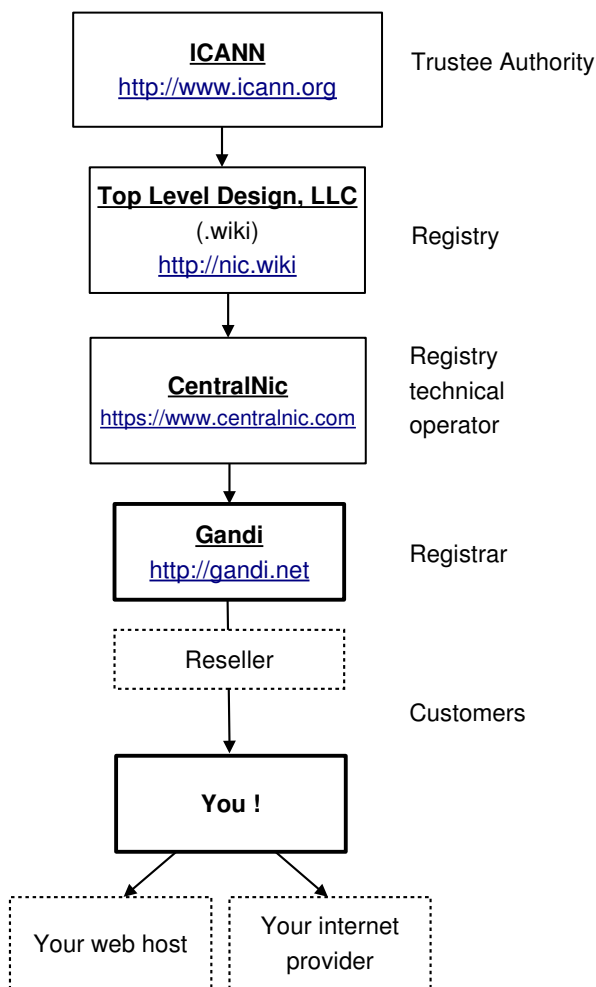 ICANN
http://www.icann.org
Trustee Authority
Top Level Design, LLC
(.wiki)
http://nic.wiki
Registry
CentralNic
https://www.centralnic.com
Registry
technical
operator
Gandi
http://gandi.net
Registrar
Reseller
Customers
You !
Your web host
Your internet
provider